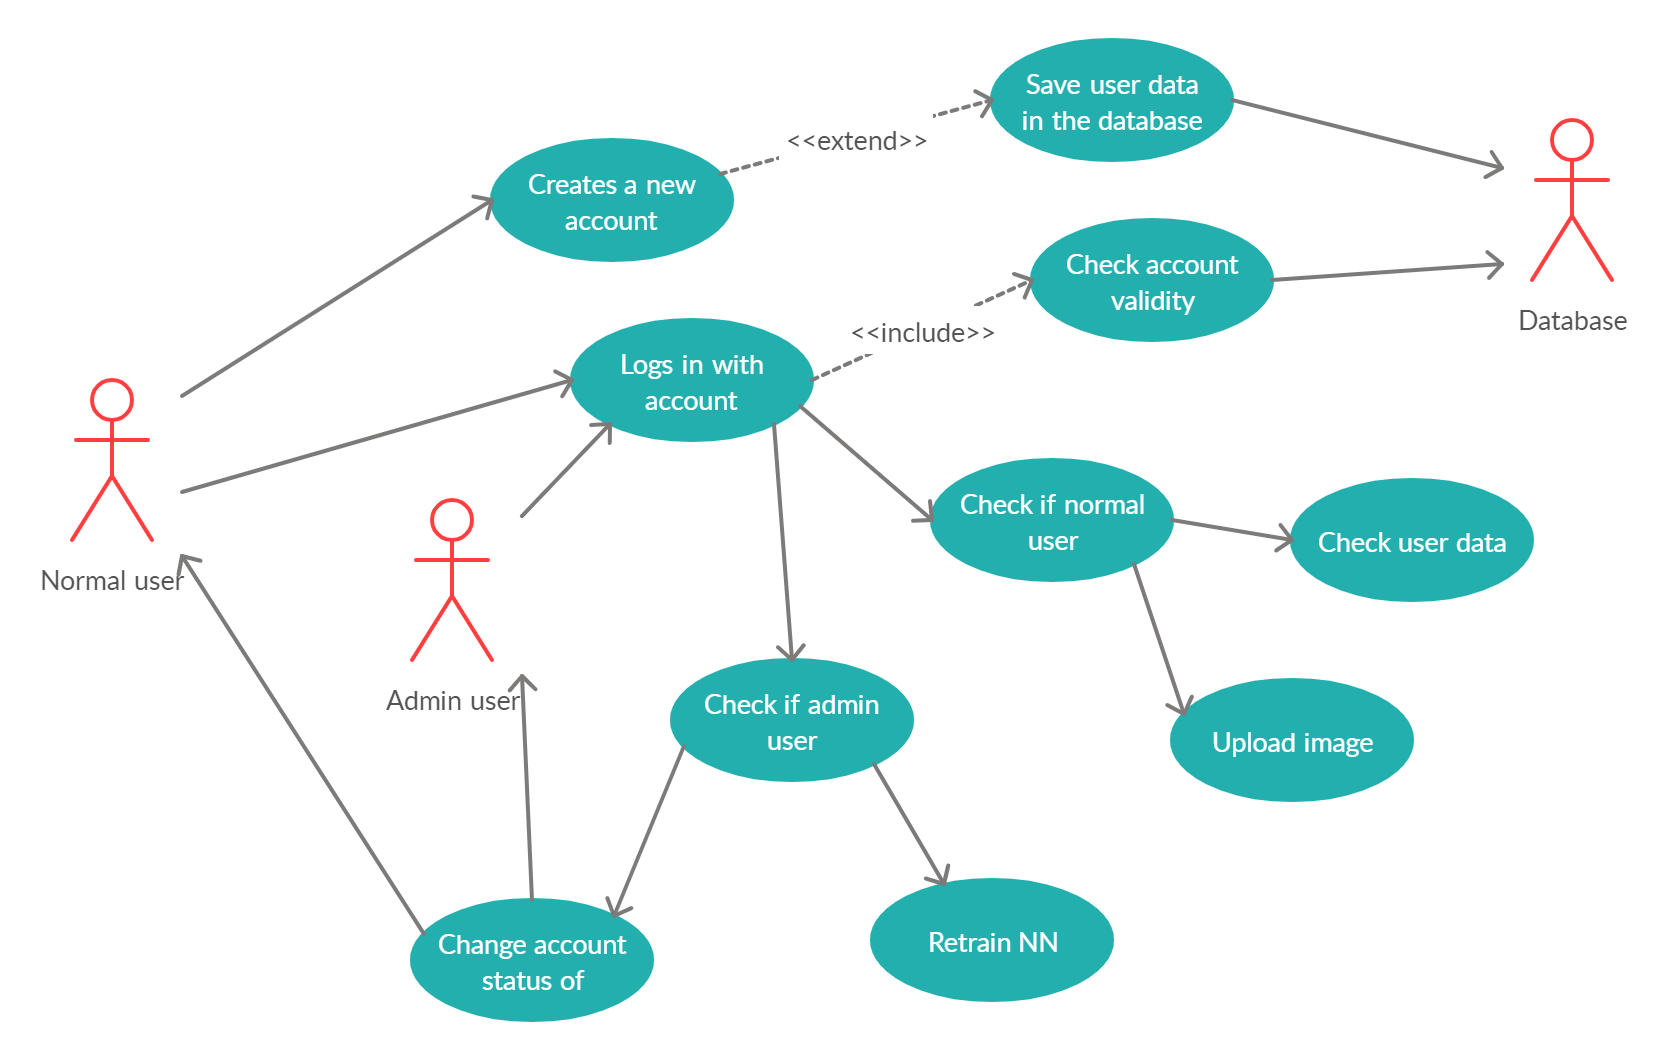 Save user data
in the database
<<extend>>
Creates a new
account
Check account
validity
Database
<<include>>
Logs in with
account
Check if normal
user
Check user data
Normal user
Admin user
Check if admin
user
Upload image
Change account
status of
Retrain NN